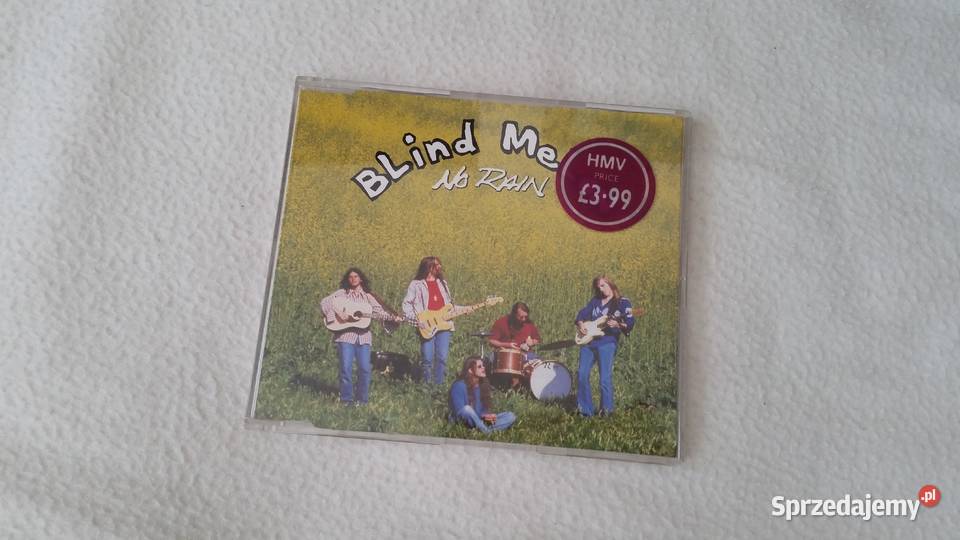 BLind Me
No RAIN
HMV
PRICE
£3·99
Sprzedajemy.pl